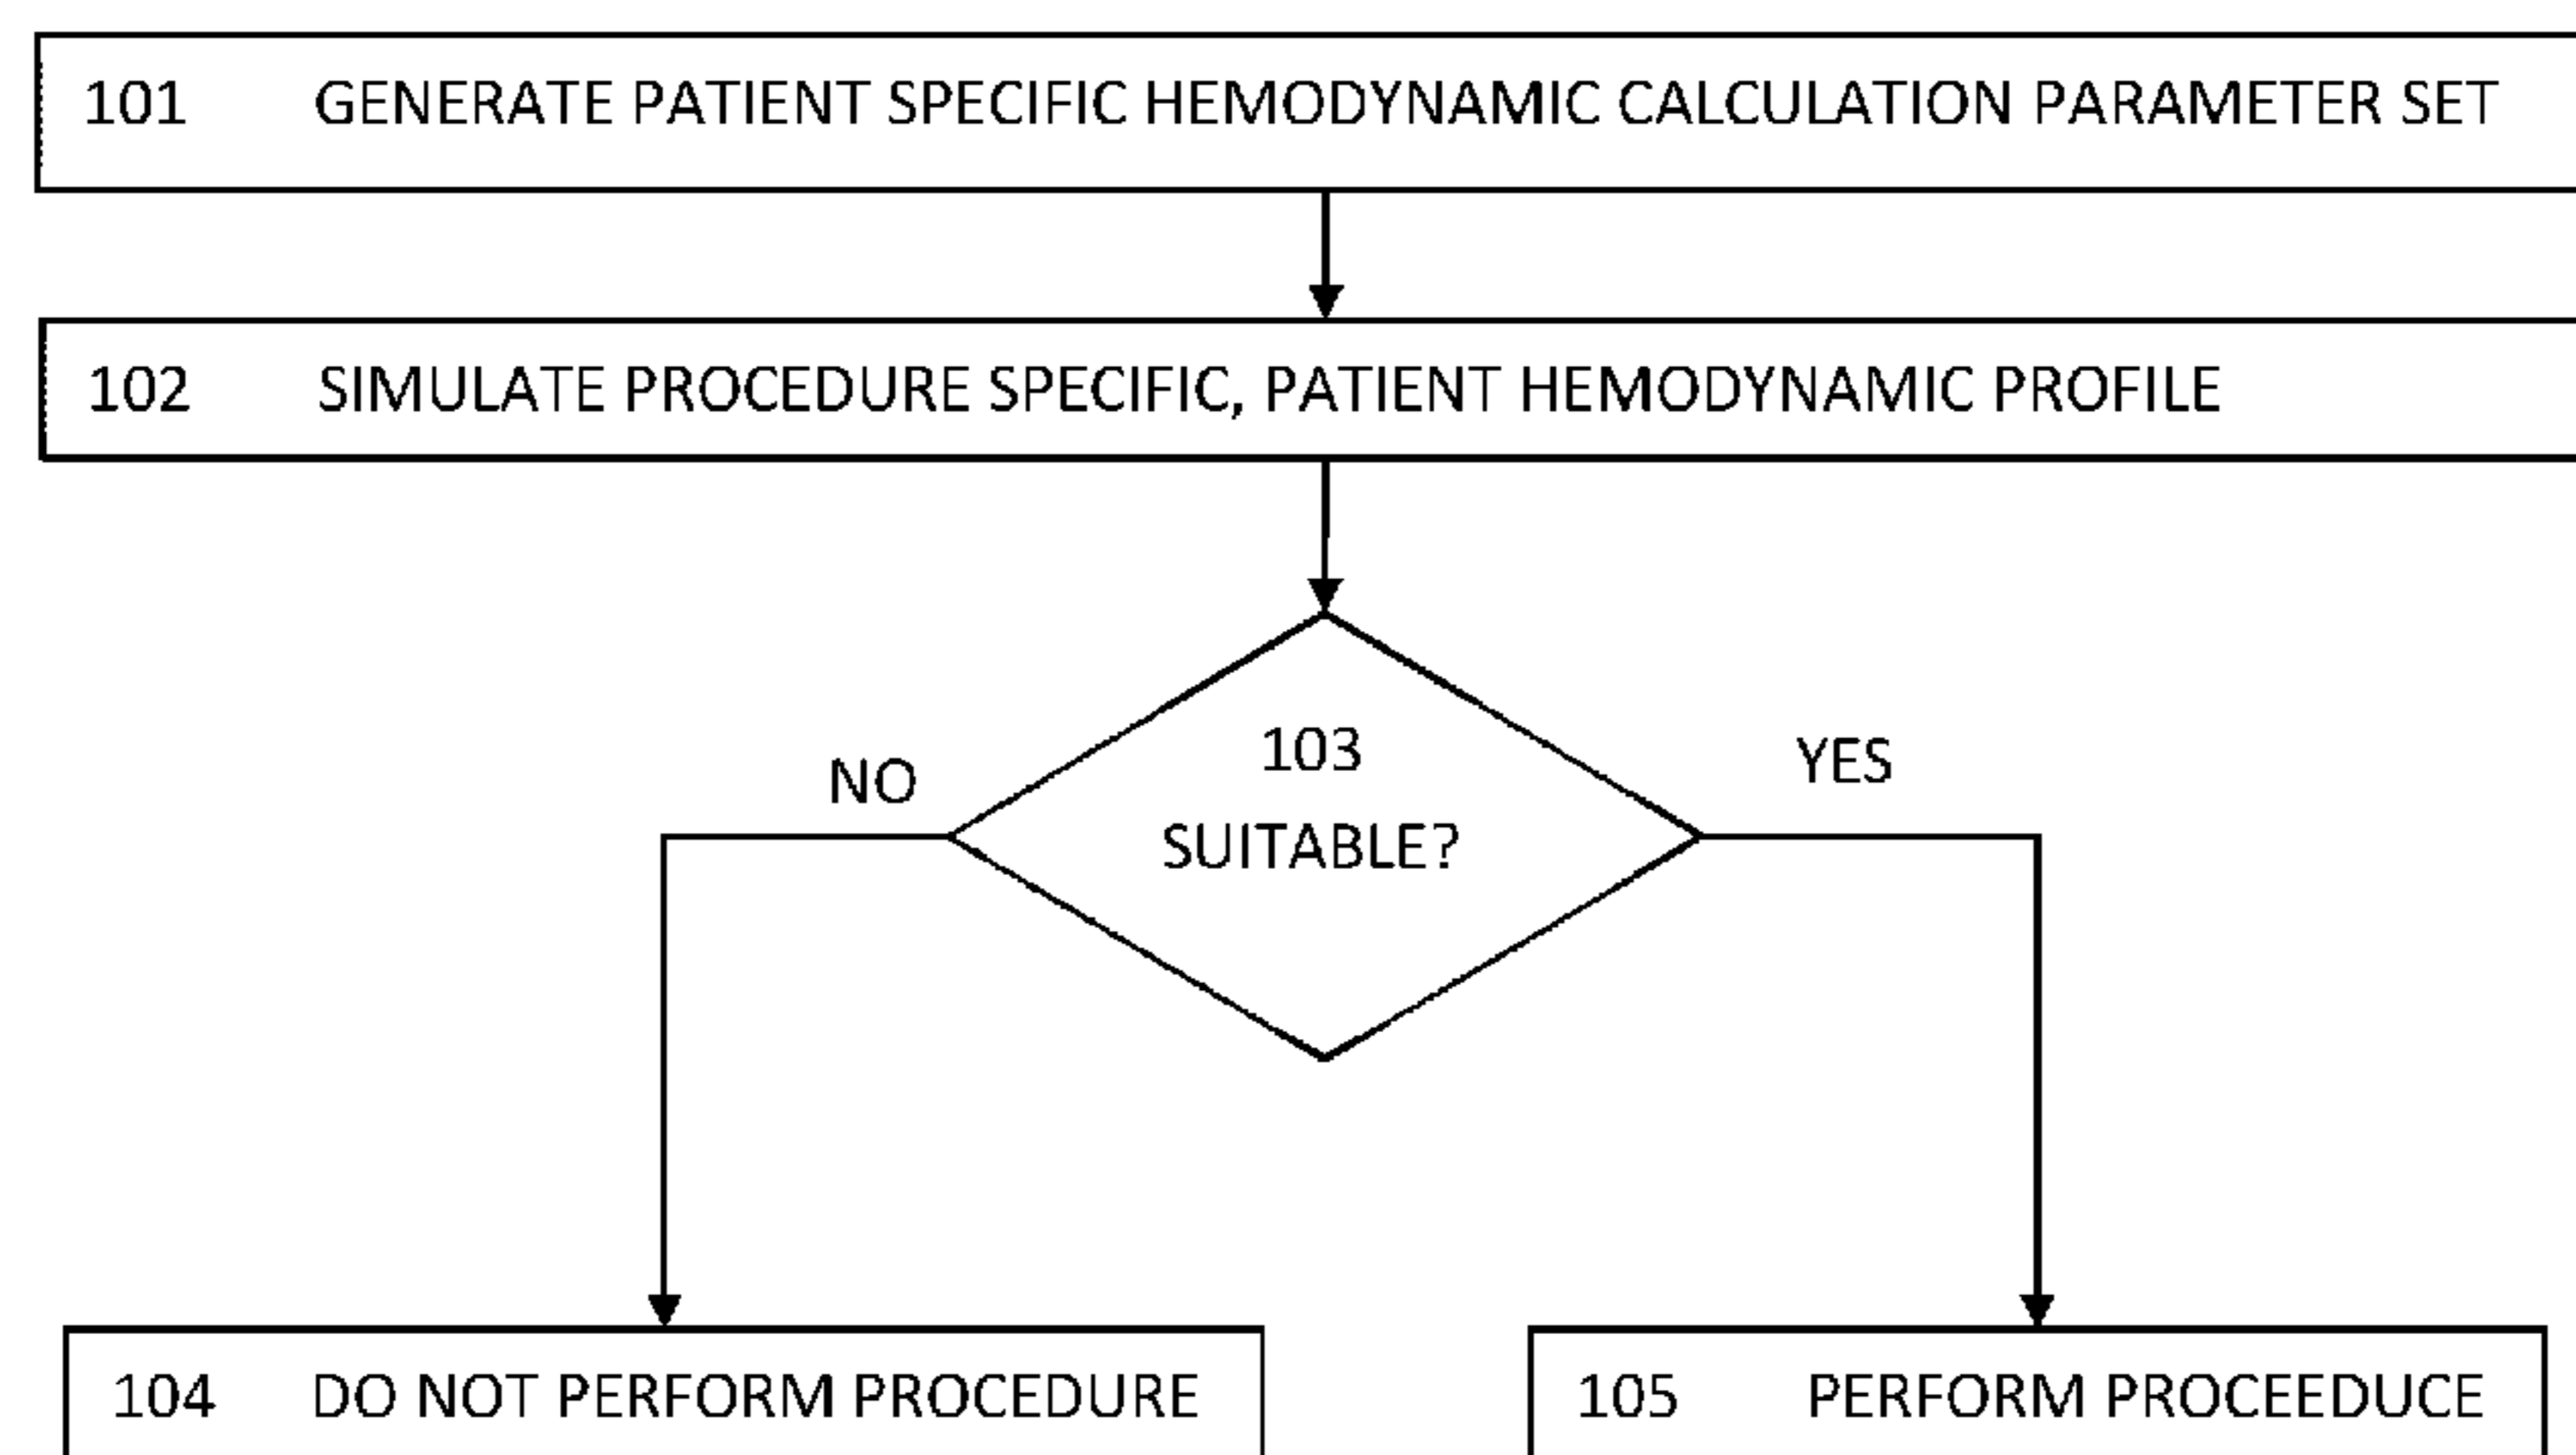 101 GENERATE PATIENT SPECIFIC HEMODYNAMIC CALCULATION PARAMETER SET
102 SIMULATE PROCEDURE SPECIFIC, PATIENT HEMODYNAMIC PROFILE
103
SUITABLE?
NO
YES
104 DO NOT PERFORM PROCEDURE
105 PERFORM PROCEEDUCE